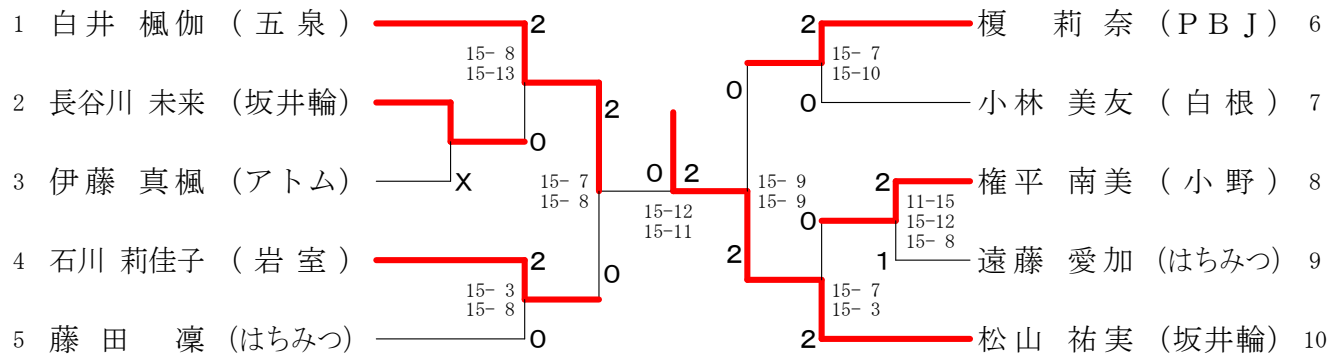 1 白井 楓伽 (五泉) 2 2 榎 莉奈 (PBJ) 6
15- 8 15- 7
15-13 15-10
0
2 長谷川 未来 (坂井輪) 2 0 小林 美友 (白根) 7
0
3 伊藤 真楓 (アトム) X 15- 7 0 2 15- 9 2 権平 南美 (小野) 8
15- 8 15- 9
15-12 0 11-15
15-11 15-12
15- 8
4 石川 莉佳子 (岩室) 2 0 2 1 遠藤 愛加 (はちみつ) 9
15- 3 15- 7
15- 8 15- 3
5 藤田 凜 (はちみつ) 0 2 松山 祐実 (坂井輪) 10